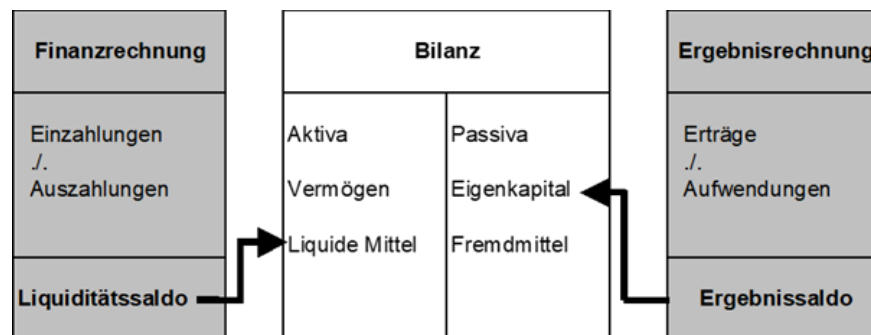 Finanzrechnung
Einzahlungen
./.
Auszahlungen
Liquiditätssaldo
Bilanz
Aktiva
Vermögen
Liquide Mittel
Passiva
Eigenkapital
Fremdmittel
Ergebnisrechnung
Erträge
./.
Aufwendungen
Ergebnissaldo